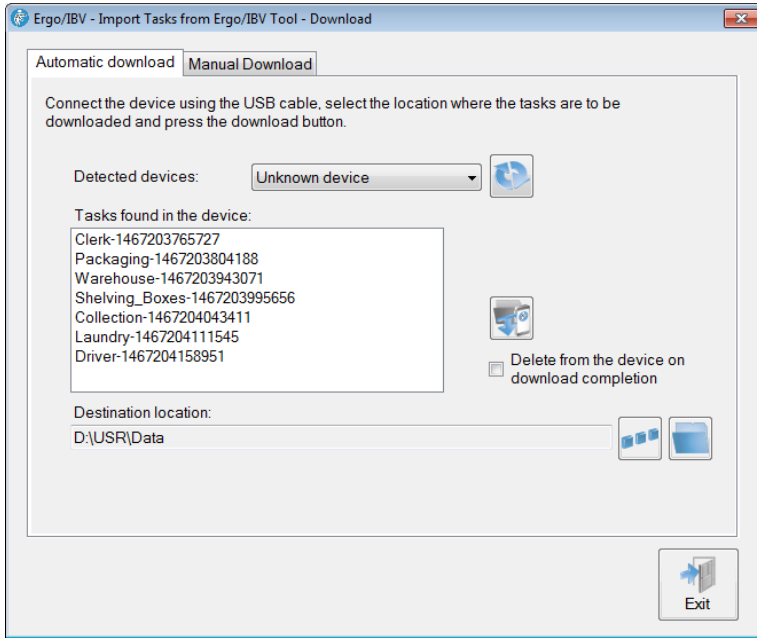 Ergo/IBV - Import Tasks from Ergo/IBV Tool - Download
Automatic download
Manual Download
Connect the device using the USB cable, select the location where the tasks are to be
downloaded and press the download button.
Detected devices:
Unknown device
Tasks found in the device:
Clerk-1467203765727
Packaging-1467203804188
Warehouse-1467203943071
Shelving_Boxes-1467203995656
Collection-1467204043411
Laundry-1467204111545
Driver-1467204158951
Delete from the device on
download completion
Destination location:
D:\USR\Data
Exit